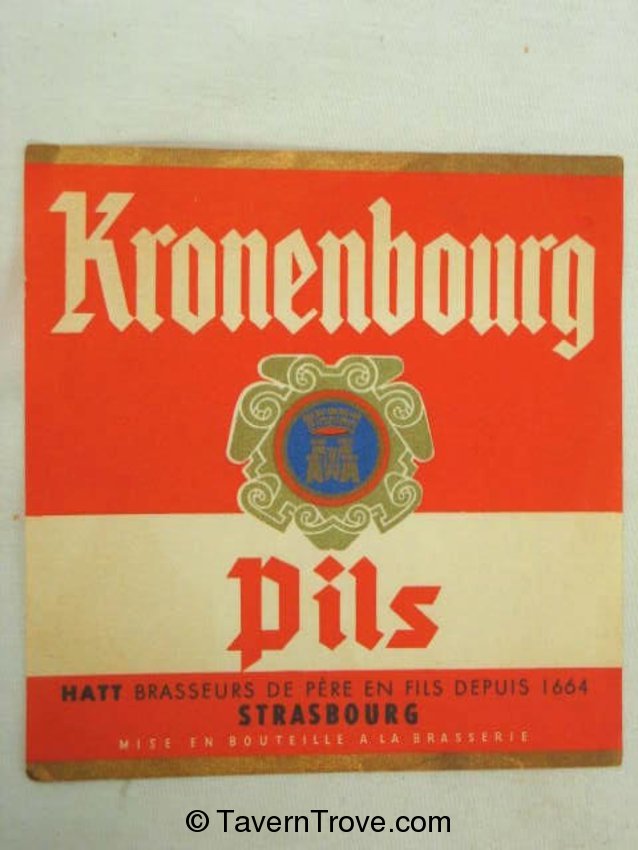 Kronenbourg
Pils
HATT BRASSEURS DE PÈRE EN FILS DEPUIS 1664
STRASBOURG
MISE EN BOUTEILLE A LA BRASSERIE
© TavernTrove.com